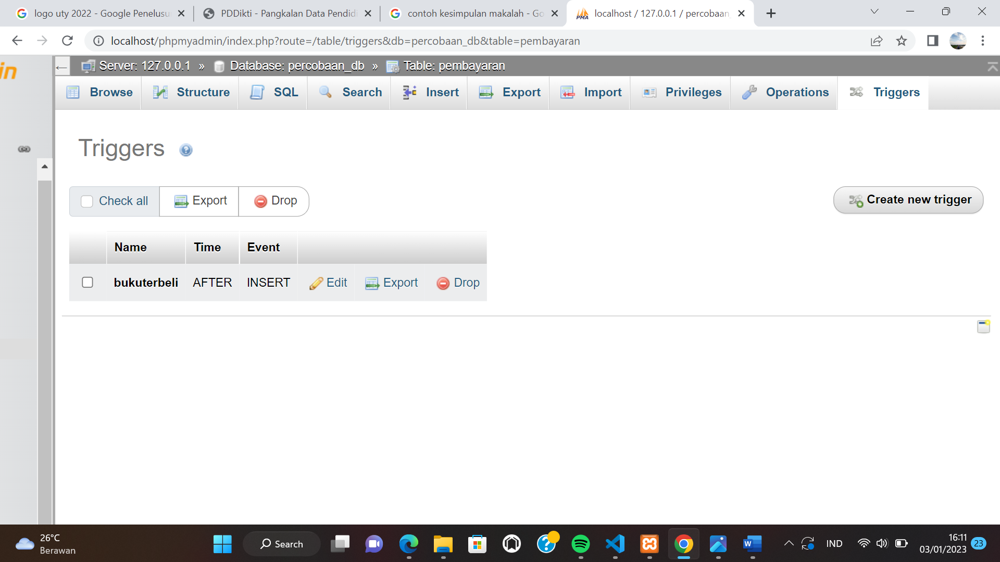 logo uty 2022 - Google Penelusu
PDDikti - Pangkalan Data Pendidi
contoh kesimpulan makalah - Go
localhost / 127.0.0.1 / percobaan_
localhost/phpmyadmin/index.php?route=/table/triggers&db=percobaan_db&table=pembayaran
in
Server: 127.0.0.1 » Database: percobaan_db » Table: pembayaran
Browse Structure SQL Search Insert Export Import Privileges Operations Triggers
Triggers
Check all Export Drop
Create new trigger
Name Time Event
bukuterbeli AFTER INSERT Edit Export Drop
26°C
Berawan
Search
IND
16:11
03/01/2023
23